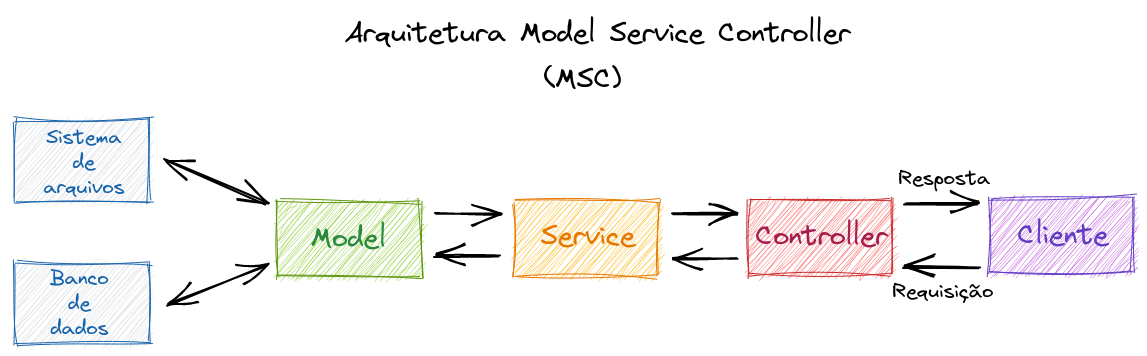 Arquitetura Model Service Controller
(MSC)
Sistema
de
arquivos
Banco
de
dados
Model
Service
Controller
Resposta
Requisição
Cliente